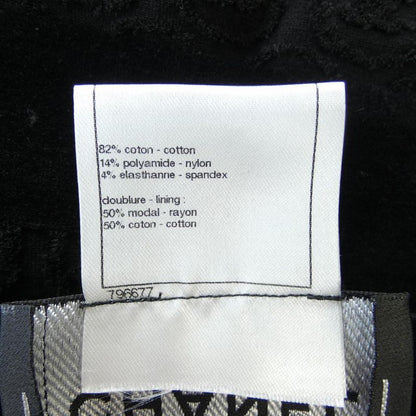 82% coton - cotton
14% polyamide - nylon
4% elasthanne - spandex
doublure - lining :
50% modal - rayon
50% coton - cotton
796677